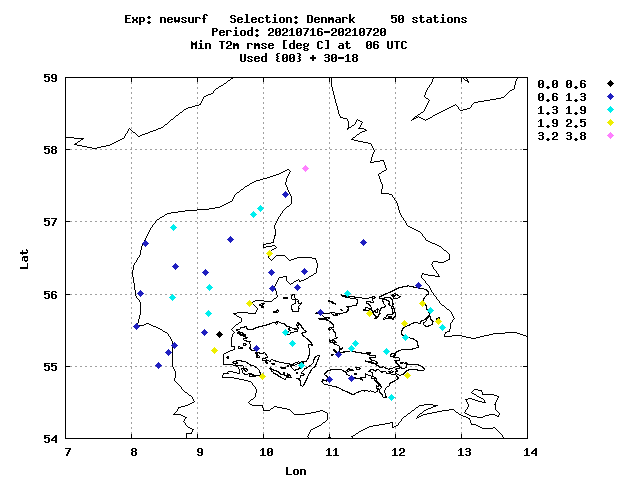 Exp: newsurf   Selection: Denmark     50 stations
Period: 20210716-20210720
Min T2m rmse [deg C] at  06 UTC
Used {00} + 30-18
59
58
57
56
55
54
Lat
7 8 9 10 11 12 13 14
Lon
0.0 0.6
0.6 1.3
1.3 1.9
1.9 2.5
3.2 3.8